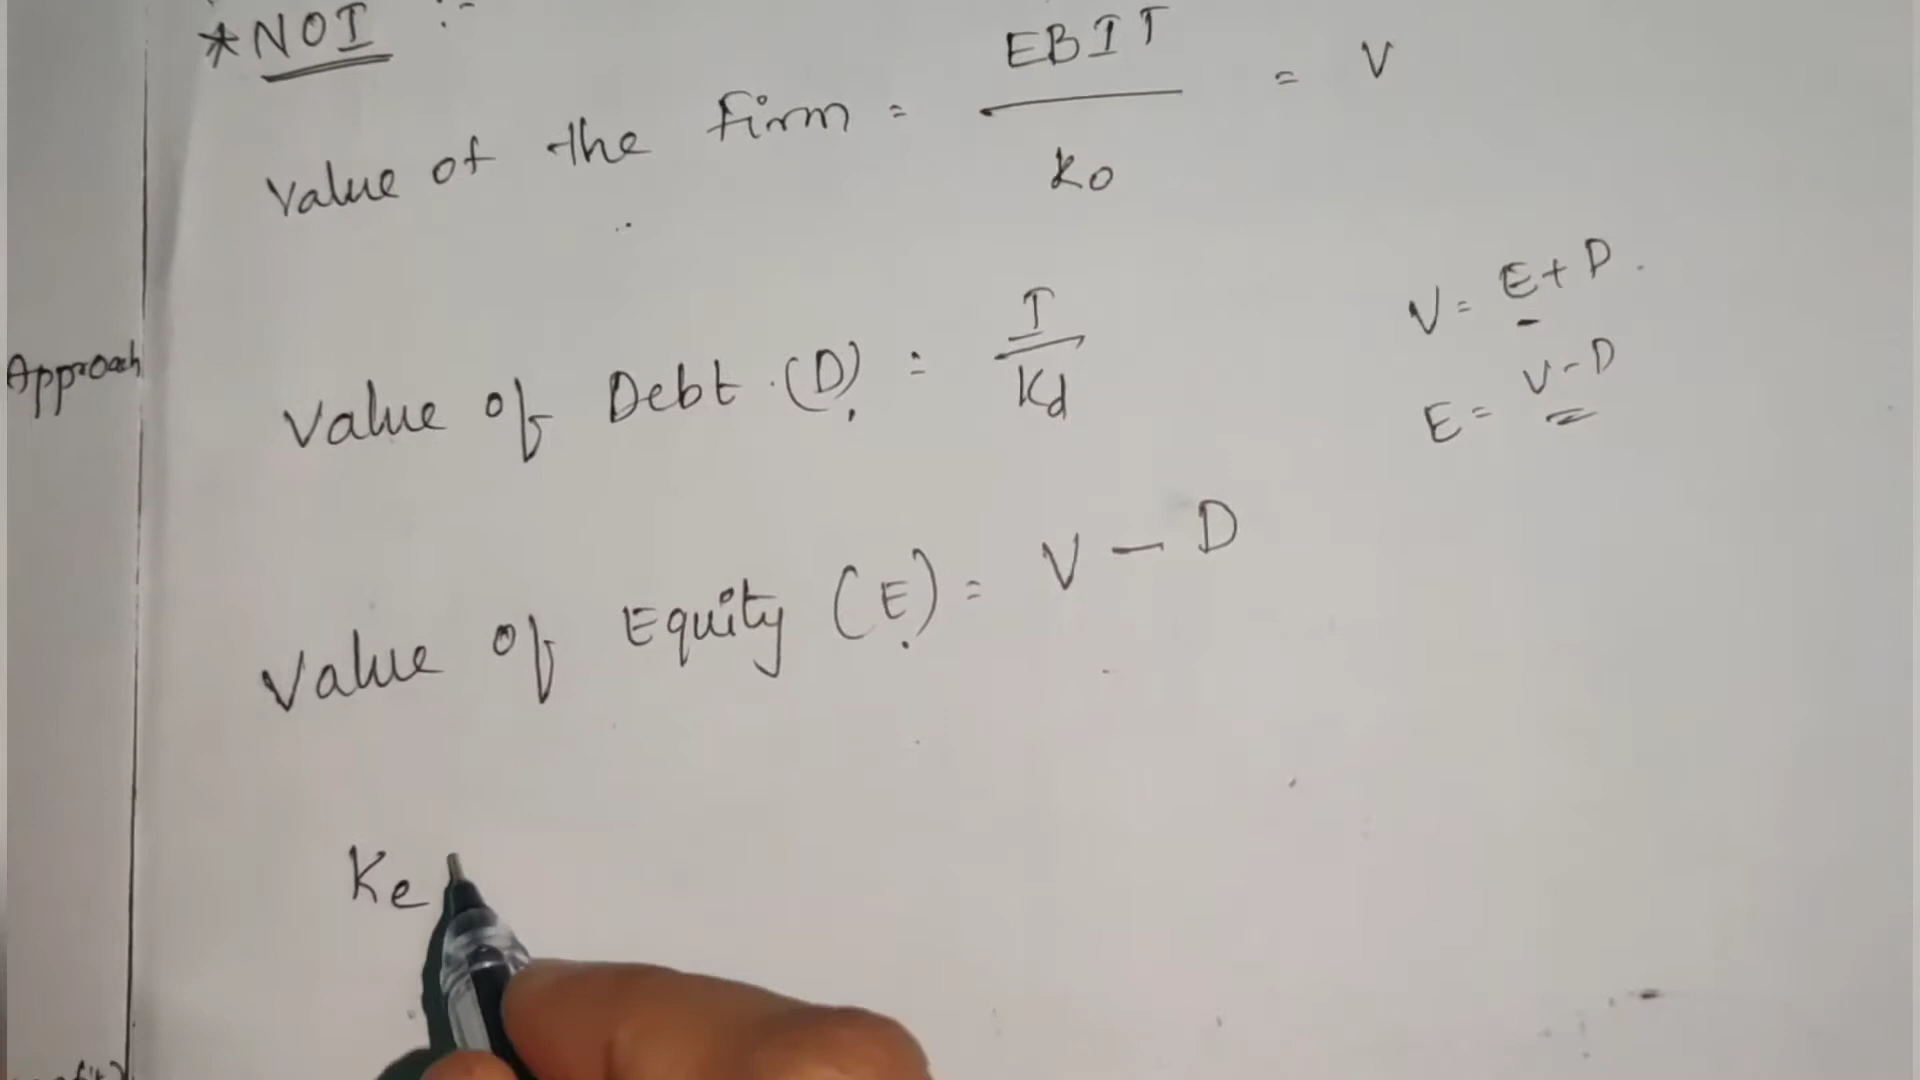 *NOI :-
Value of the firm = EBIT / Ko = V
Value of Debt (D) = I / Kd
V = E + D.
E = V - D
Approach
Value of Equity (E) = V - D
Ke